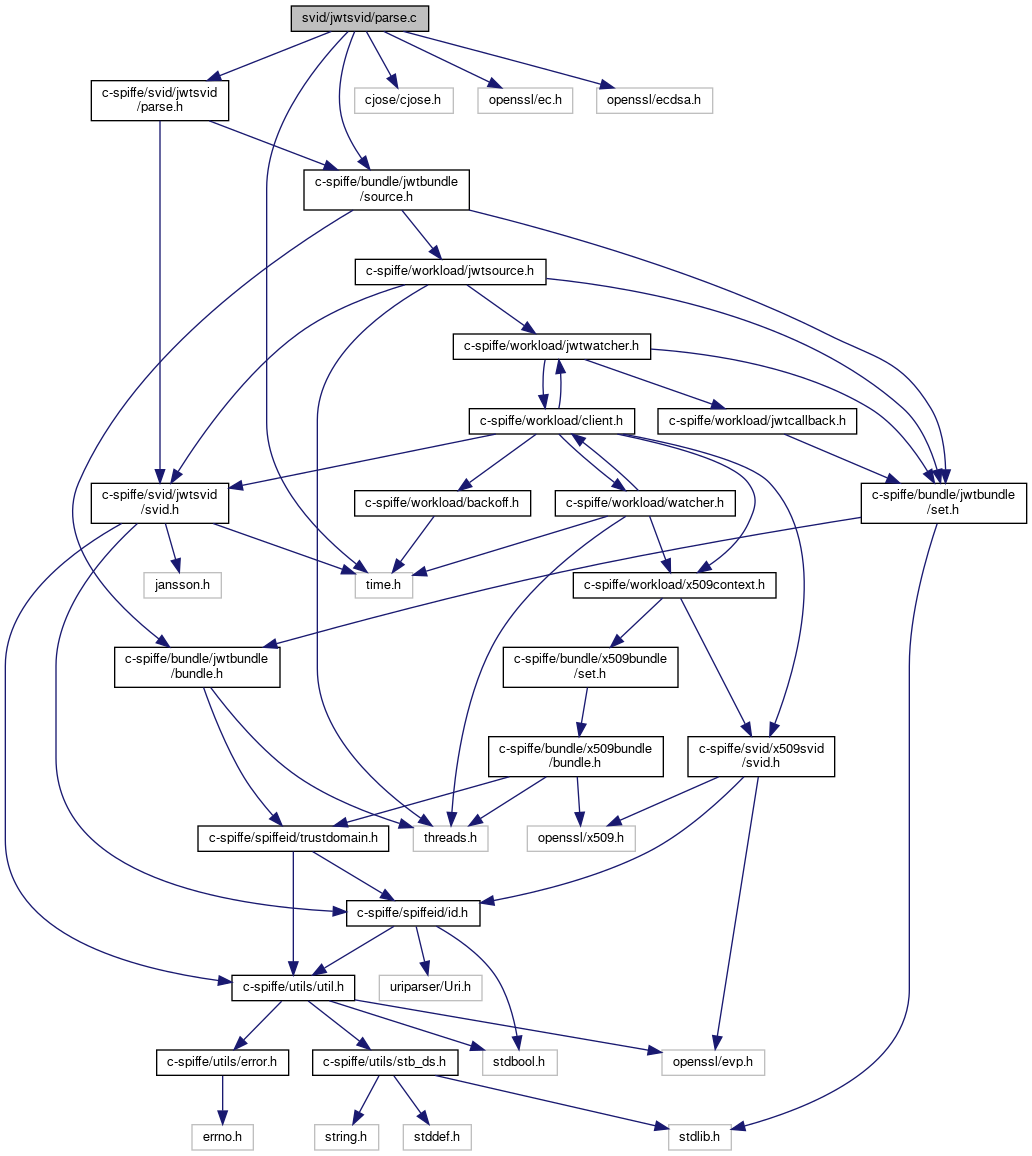 svid/jwtsvid/parse.c
c-spiffe/svid/jwtsvid
/parse.h
cjose/cjose.h
openssl/ec.h
openssl/ecdsa.h
c-spiffe/bundle/jwtbundle
/source.h
c-spiffe/workload/jwtsource.h
c-spiffe/workload/jwtwatcher.h
c-spiffe/workload/client.h
c-spiffe/workload/jwtcallback.h
c-spiffe/svid/jwtsvid
/svid.h
c-spiffe/workload/backoff.h
c-spiffe/workload/watcher.h
c-spiffe/bundle/jwtbundle
/set.h
jansson.h
time.h
c-spiffe/workload/x509context.h
c-spiffe/bundle/jwtbundle
/bundle.h
c-spiffe/bundle/x509bundle
/set.h
c-spiffe/bundle/x509bundle
/bundle.h
c-spiffe/svid/x509svid
/svid.h
c-spiffe/spiffeid/trustdomain.h
threads.h
openssl/x509.h
c-spiffe/spiffeid/id.h
c-spiffe/utils/util.h
uriparser/Uri.h
c-spiffe/utils/error.h
c-spiffe/utils/stb_ds.h
stdbool.h
openssl/evp.h
errno.h
string.h
stddef.h
stdlib.h